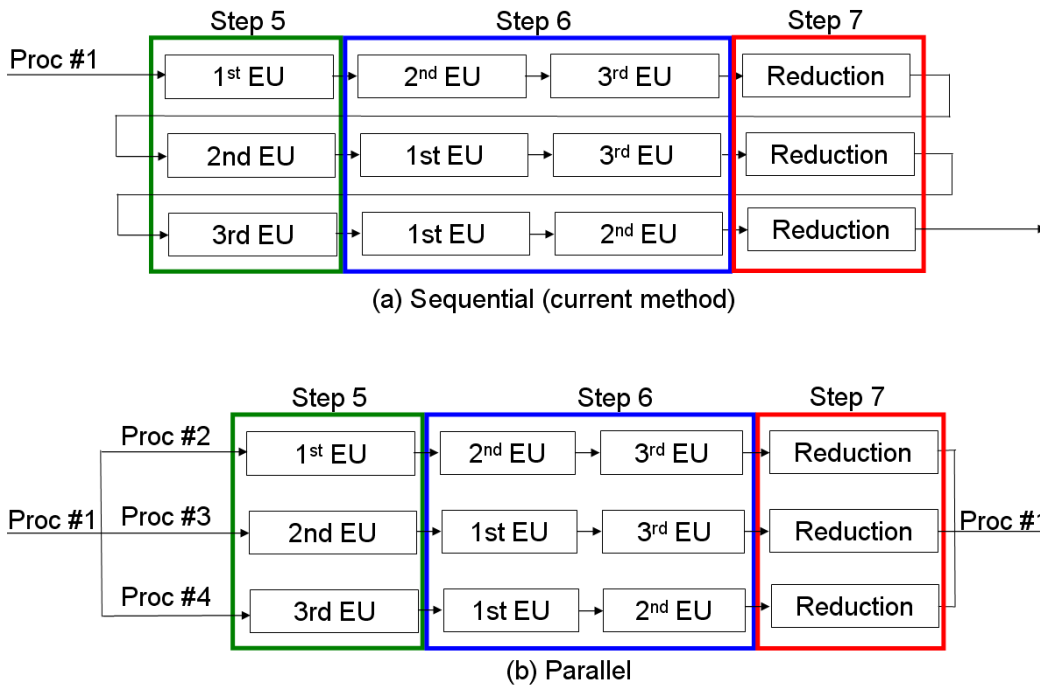 Step 5 Step 6 Step 7
Proc #1 1st EU 2nd EU 3rd EU Reduction
2nd EU 1st EU 3rd EU Reduction
3rd EU 1st EU 2nd EU Reduction
(a) Sequential (current method)
Step 5 Step 6 Step 7
Proc #2 1st EU 2nd EU 3rd EU Reduction
Proc #1 Proc #3 2nd EU 1st EU 3rd EU Reduction Proc #1
Proc #4 3rd EU 1st EU 2nd EU Reduction
(b) Parallel